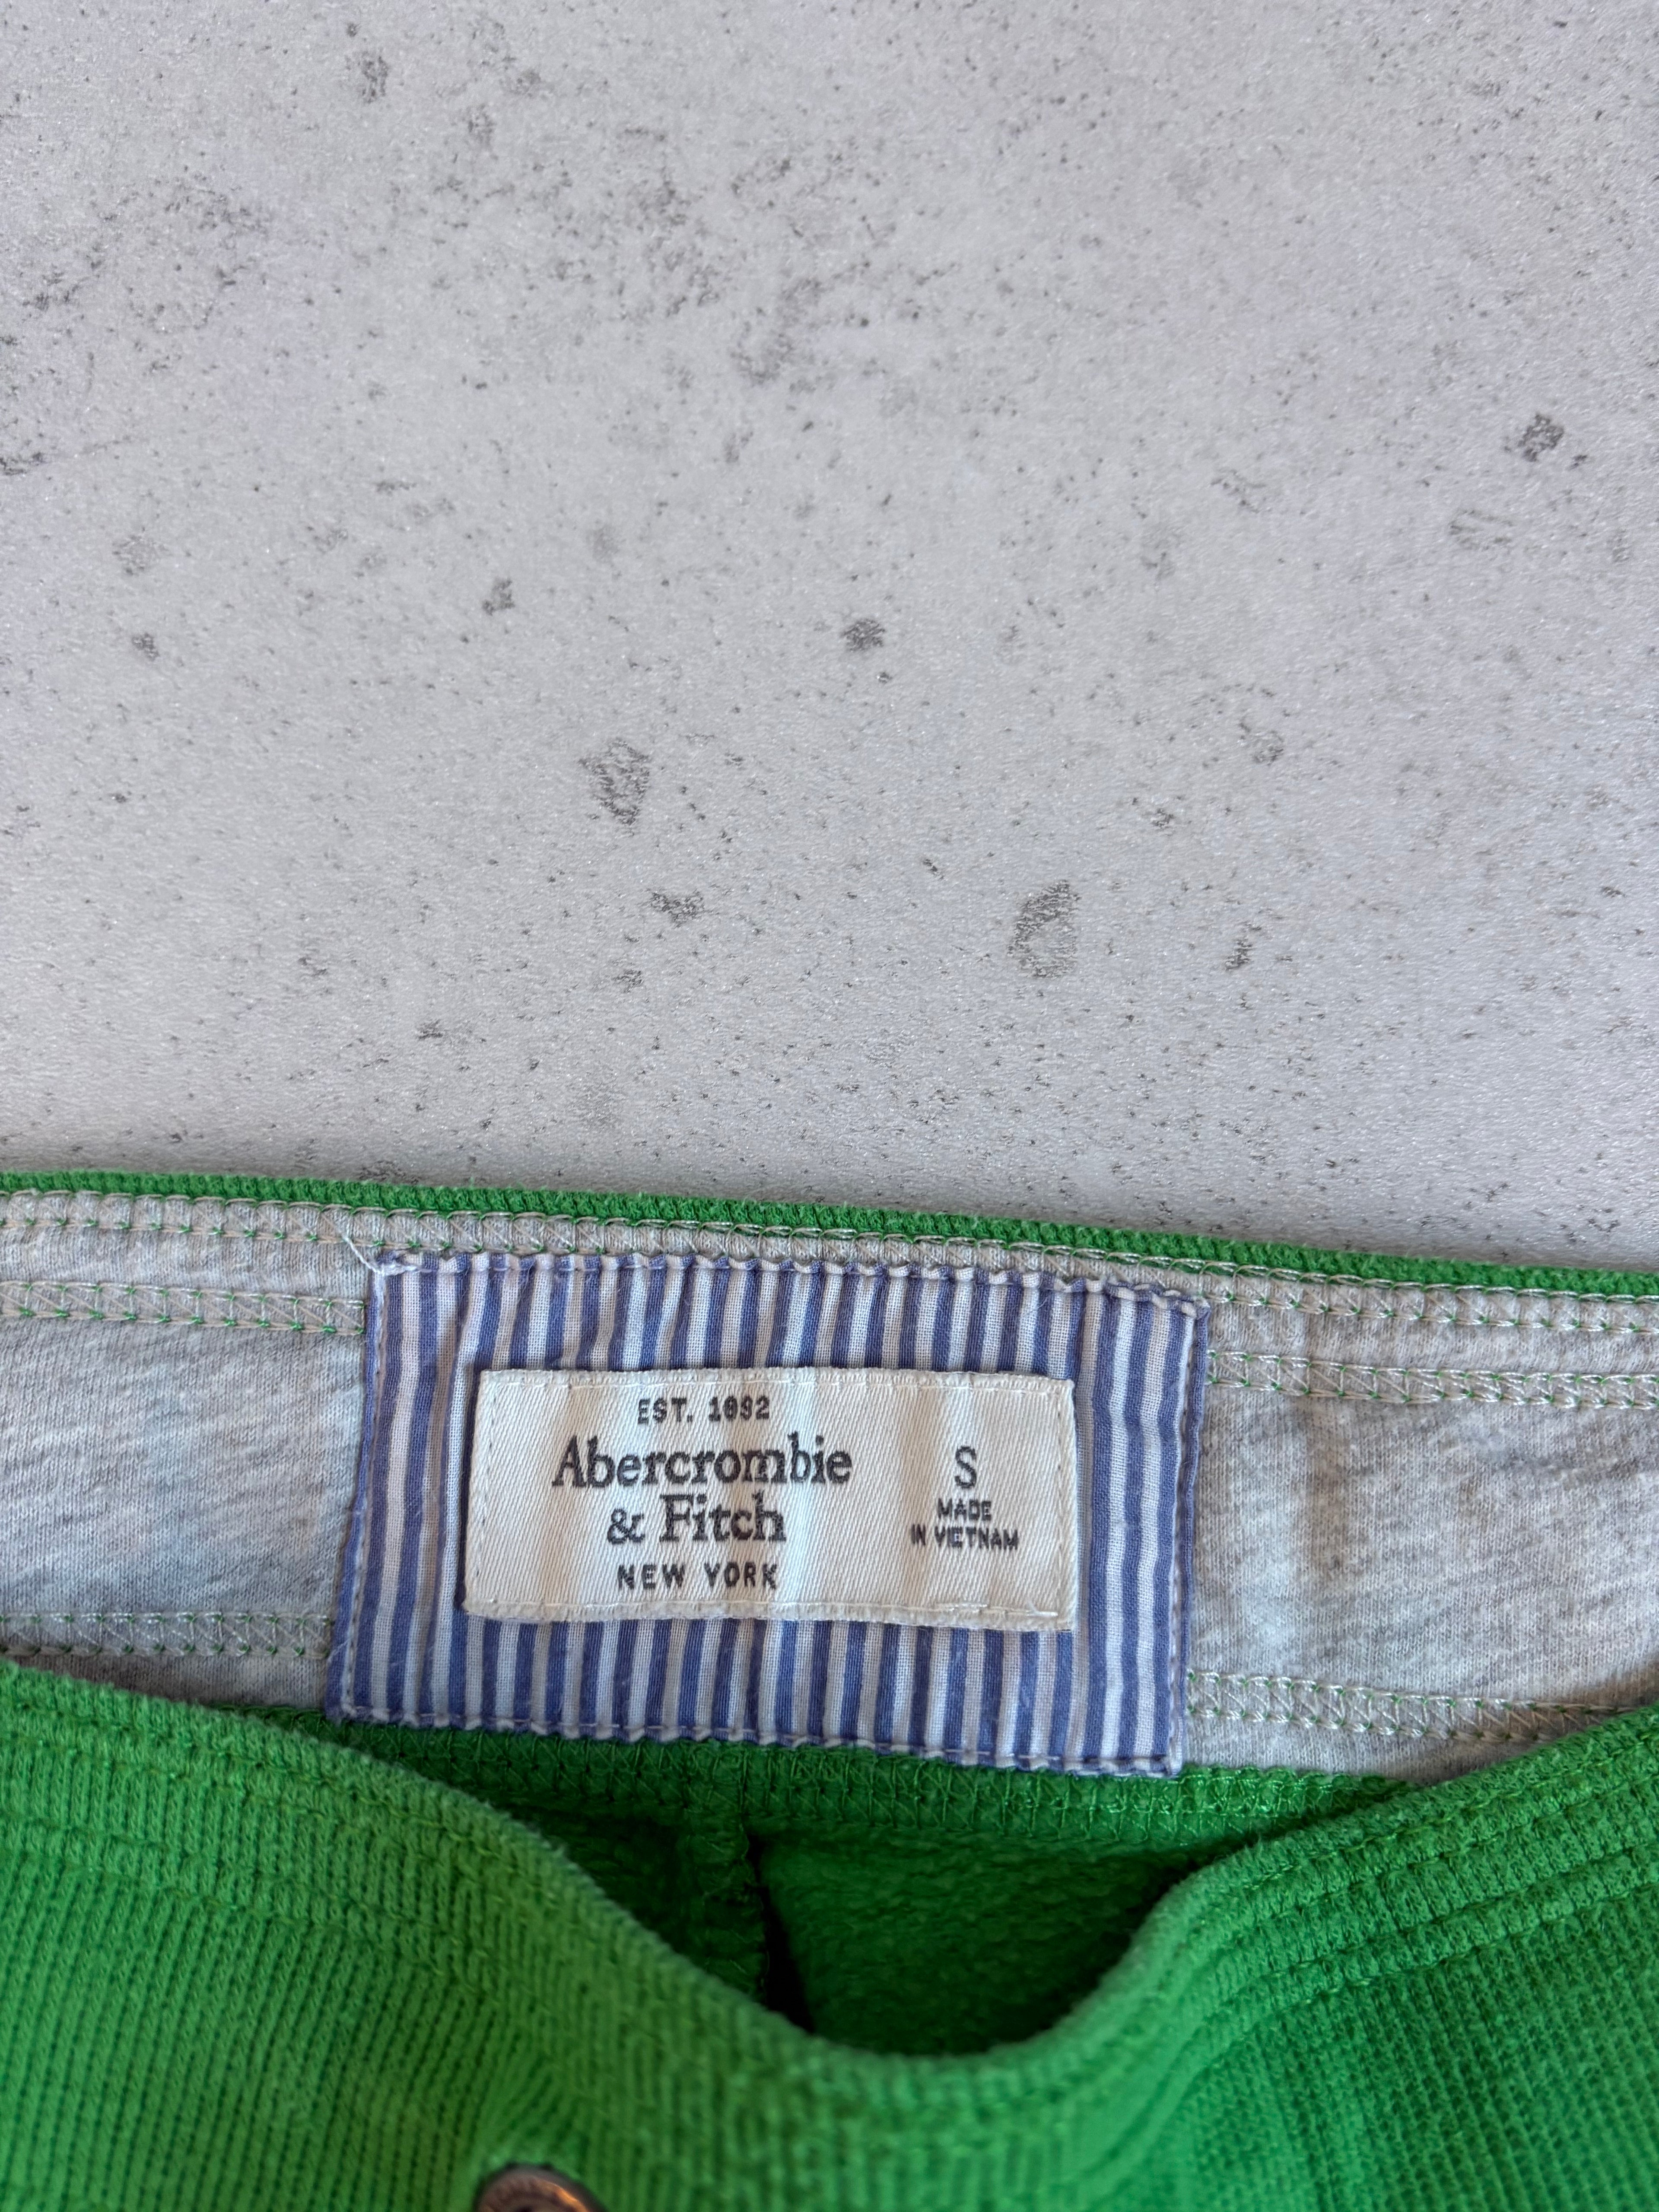 EST. 1892
Abercrombie
& Fitch
NEW YORK
S
MADE
IN VIETNAM